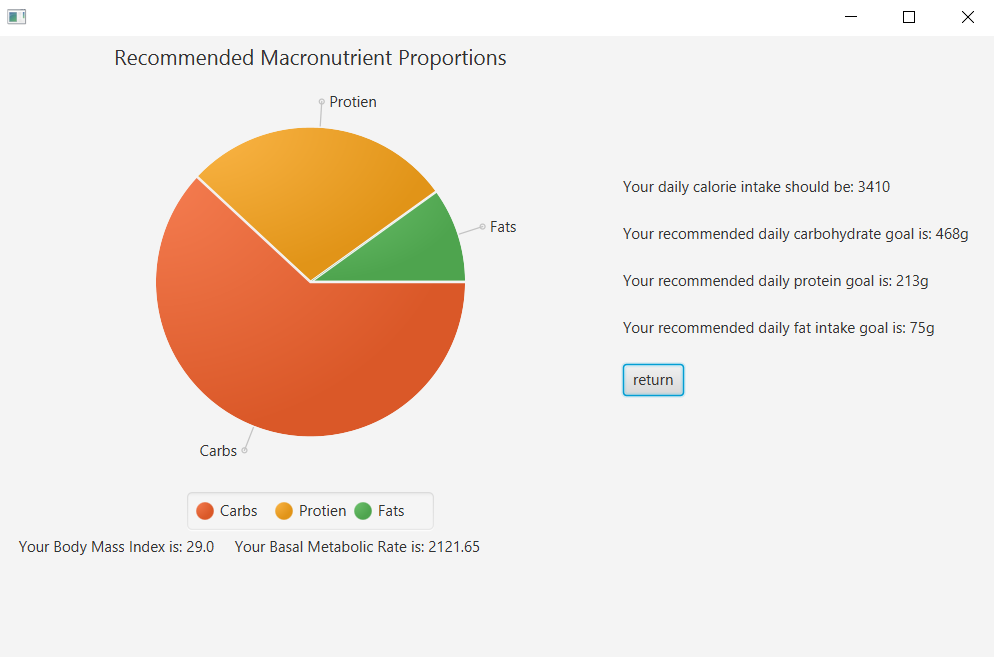 Recommended Macronutrient Proportions
Protien
Fats
Carbs
Carbs Protien Fats
Your Body Mass Index is: 29.0 Your Basal Metabolic Rate is: 2121.65
Your daily calorie intake should be: 3410
Your recommended daily carbohydrate goal is: 468g
Your recommended daily protein goal is: 213g
Your recommended daily fat intake goal is: 75g
return